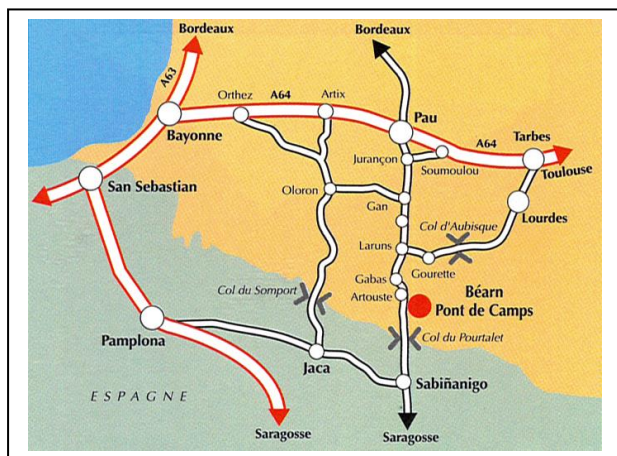 Bordeaux
Bordeaux
A63
Orthez
A64
Artix
Pau
Bayonne
A64
Tarbes
Jurançon
Soumoulou
Toulouse
San Sebastian
Oloron
Gan
Lourdes
Col d'Aubisque
Laruns
Gourette
Gabas
Col du Somport
Artouste
Béarn
Pont de Camps
Pamplona
Col du Pourtalet
Jaca
Sabiñanigo
ESPAGNE
Saragosse
Saragosse